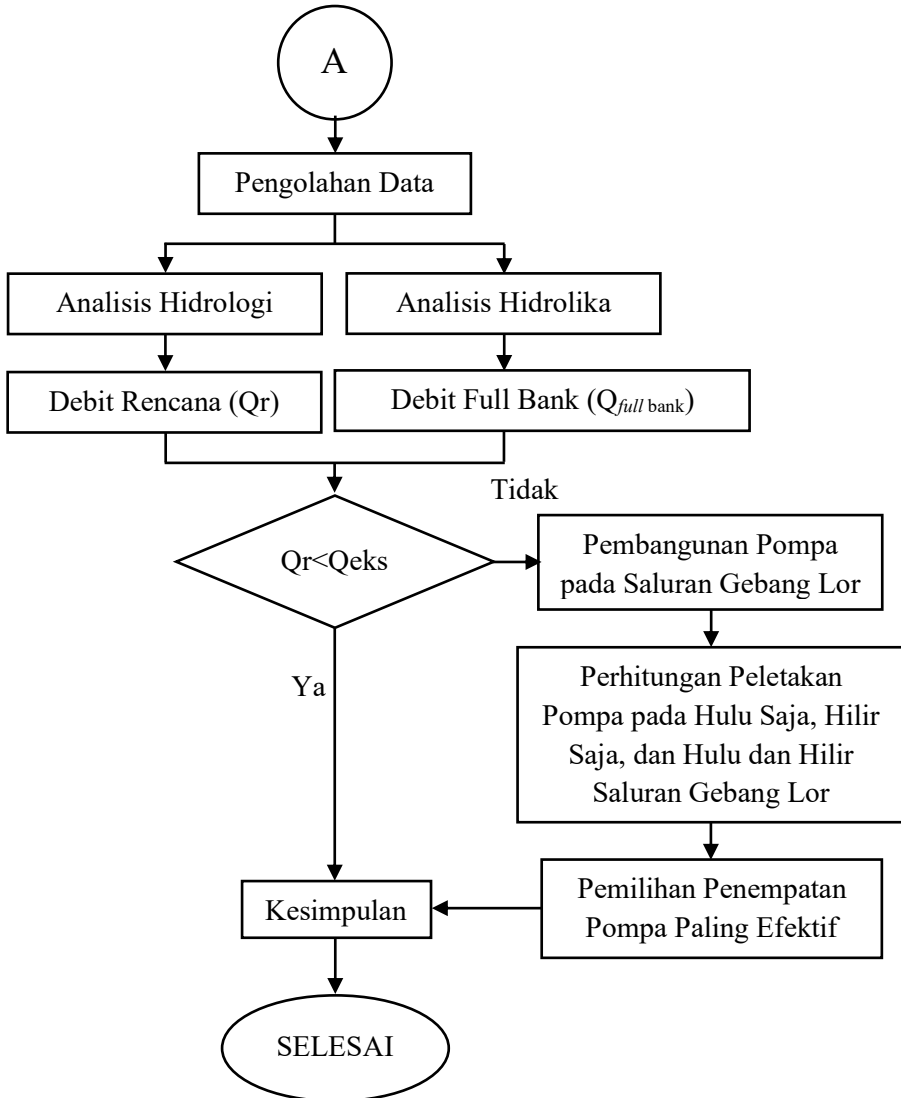 A
Pengolahan Data
Analisis Hidrologi
Analisis Hidrolika
Debit Rencana (Qr)
Debit Full Bank (Qfull bank)
Qr<Qeks
Tidak
Pembangunan Pompa
pada Saluran Gebang Lor
Ya
Perhitungan Peletakan
Pompa pada Hulu Saja, Hilir
Saja, dan Hulu dan Hilir
Saluran Gebang Lor
Pemilihan Penempatan
Pompa Paling Efektif
Kesimpulan
SELESAI